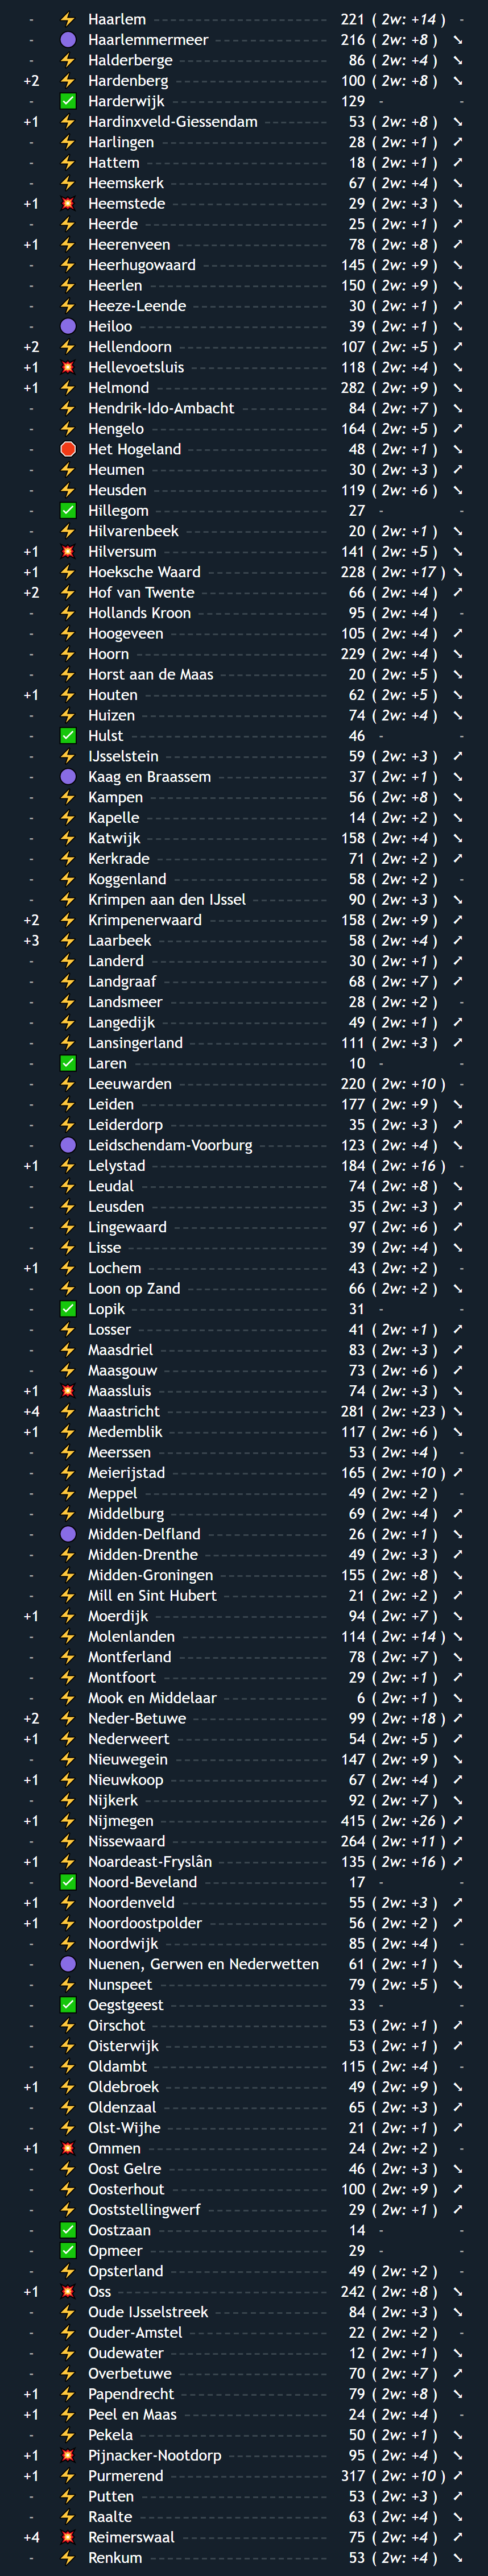 - ⚡ Haarlem 221 ( 2w: +14 ) -
- 🟣 Haarlemmermeer 216 ( 2w: +8 ) ➘
- ⚡ Halderberge 86 ( 2w: +4 ) ➘
+2 ⚡ Hardenberg 100 ( 2w: +8 ) ➘
- ✅ Harderwijk 129 - -
+1 ⚡ Hardinxveld-Giessendam 53 ( 2w: +8 ) ➘
- ⚡ Harlingen 28 ( 2w: +1 ) ➚
- ⚡ Hattem 18 ( 2w: +1 ) ➚
- ⚡ Heemskerk 67 ( 2w: +4 ) ➘
+1 💥 Heemstede 29 ( 2w: +3 ) ➘
- ⚡ Heerde 25 ( 2w: +1 ) ➚
+1 ⚡ Heerenveen 78 ( 2w: +8 ) ➚
- ⚡ Heerhugowaard 145 ( 2w: +9 ) ➘
- ⚡ Heerlen 150 ( 2w: +9 ) ➘
- ⚡ Heeze-Leende 30 ( 2w: +1 ) ➚
- 🟣 Heiloo 39 ( 2w: +1 ) ➘
+2 ⚡ Hellendoorn 107 ( 2w: +5 ) ➚
+1 💥 Hellevoetsluis 118 ( 2w: +4 ) ➘
+1 ⚡ Helmond 282 ( 2w: +9 ) ➘
- ⚡ Hendrik-Ido-Ambacht 84 ( 2w: +7 ) ➘
- ⚡ Hengelo 164 ( 2w: +5 ) ➚
- 🛑 Het Hogeland 48 ( 2w: +1 ) ➘
- ⚡ Heumen 30 ( 2w: +3 ) ➚
- ⚡ Heusden 119 ( 2w: +6 ) ➘
- ✅ Hillegom 27 - -
- ⚡ Hilvarenbeek 20 ( 2w: +1 ) ➘
+1 💥 Hilversum 141 ( 2w: +5 ) ➘
+1 ⚡ Hoeksche Waard 228 ( 2w: +17 ) ➘
+2 ⚡ Hof van Twente 66 ( 2w: +4 ) ➚
- ⚡ Hollands Kroon 95 ( 2w: +4 ) -
- ⚡ Hoogeveen 105 ( 2w: +4 ) ➚
- ⚡ Hoorn 229 ( 2w: +4 ) ➘
- ⚡ Horst aan de Maas 20 ( 2w: +5 ) ➘
+1 ⚡ Houten 62 ( 2w: +5 ) ➘
- ⚡ Huizen 74 ( 2w: +4 ) ➘
- ✅ Hulst 46 - -
- ⚡ IJsselstein 59 ( 2w: +3 ) ➚
- 🟣 Kaag en Braassem 37 ( 2w: +1 ) ➘
- ⚡ Kampen 56 ( 2w: +8 ) ➘
- ⚡ Kapelle 14 ( 2w: +2 ) ➘
- ⚡ Katwijk 158 ( 2w: +4 ) ➘
- ⚡ Kerkrade 71 ( 2w: +2 ) ➚
- ⚡ Koggenland 58 ( 2w: +2 ) -
- ⚡ Krimpen aan den IJssel 90 ( 2w: +3 ) ➘
+2 ⚡ Krimpenerwaard 158 ( 2w: +9 ) ➚
+3 ⚡ Laarbeek 58 ( 2w: +4 ) ➚
- ⚡ Landerd 30 ( 2w: +1 ) ➚
- ⚡ Landgraaf 68 ( 2w: +7 ) ➚
- ⚡ Landsmeer 28 ( 2w: +2 ) -
- ⚡ Langedijk 49 ( 2w: +1 ) ➚
- ⚡ Lansingerland 111 ( 2w: +3 ) ➚
- ✅ Laren 10 - -
- ⚡ Leeuwarden 220 ( 2w: +10 ) -
- ⚡ Leiden 177 ( 2w: +9 ) ➘
- ⚡ Leiderdorp 35 ( 2w: +3 ) ➚
- 🟣 Leidschendam-Voorburg 123 ( 2w: +4 ) ➘
+1 ⚡ Lelystad 184 ( 2w: +16 ) -
- ⚡ Leudal 74 ( 2w: +8 ) ➘
- ⚡ Leusden 35 ( 2w: +3 ) ➚
- ⚡ Lingewaard 97 ( 2w: +6 ) ➚
- ⚡ Lisse 39 ( 2w: +4 ) ➘
+1 ⚡ Lochem 43 ( 2w: +2 ) -
- ⚡ Loon op Zand 66 ( 2w: +2 ) ➘
- ✅ Lopik 31 - -
- ⚡ Losser 41 ( 2w: +1 ) ➚
- ⚡ Maasdriel 83 ( 2w: +3 ) ➚
- ⚡ Maasgouw 73 ( 2w: +6 ) ➚
+1 💥 Maassluis 74 ( 2w: +3 ) ➘
+4 ⚡ Maastricht 281 ( 2w: +23 ) ➘
+1 ⚡ Medemblik 117 ( 2w: +6 ) ➘
- ⚡ Meerssen 53 ( 2w: +4 ) -
- ⚡ Meierijstad 165 ( 2w: +10 ) ➚
- ⚡ Meppel 49 ( 2w: +2 ) -
- ⚡ Middelburg 69 ( 2w: +4 ) ➚
- 🟣 Midden-Delfland 26 ( 2w: +1 ) ➘
- ⚡ Midden-Drenthe 49 ( 2w: +3 ) ➚
- ⚡ Midden-Groningen 155 ( 2w: +8 ) ➘
- ⚡ Mill en Sint Hubert 21 ( 2w: +2 ) ➚
+1 ⚡ Moerdijk 94 ( 2w: +7 ) ➘
- ⚡ Molenlanden 114 ( 2w: +14 ) ➘
- ⚡ Montferland 78 ( 2w: +7 ) ➘
- ⚡ Montfoort 29 ( 2w: +1 ) ➚
- ⚡ Mook en Middelaar 6 ( 2w: +1 ) ➘
+2 ⚡ Neder-Betuwe 99 ( 2w: +18 ) ➚
+1 ⚡ Nederweert 54 ( 2w: +5 ) ➚
- ⚡ Nieuwegein 147 ( 2w: +9 ) ➘
+1 ⚡ Nieuwkoop 67 ( 2w: +4 ) ➚
- ⚡ Nijkerk 92 ( 2w: +7 ) ➘
+1 ⚡ Nijmegen 415 ( 2w: +26 ) ➚
- ⚡ Nissewaard 264 ( 2w: +11 ) ➚
+1 ⚡ Noardeast-Fryslân 135 ( 2w: +16 ) ➚
- ✅ Noord-Beveland 17 - -
+1 ⚡ Noordenveld 55 ( 2w: +3 ) ➚
+1 ⚡ Noordoostpolder 56 ( 2w: +2 ) ➚
- ⚡ Noordwijk 85 ( 2w: +4 ) -
- 🟣 Nuenen, Gerwen en Nederwetten 61 ( 2w: +1 ) ➘
- ⚡ Nunspeet 79 ( 2w: +5 ) ➘
- ✅ Oegstgeest 33 - -
- ⚡ Oirschot 53 ( 2w: +1 ) ➚
- ⚡ Oisterwijk 53 ( 2w: +1 ) ➚
- ⚡ Oldambt 115 ( 2w: +4 ) -
+1 ⚡ Oldebroek 49 ( 2w: +9 ) ➘
- ⚡ Oldenzaal 65 ( 2w: +3 ) ➚
- ⚡ Olst-Wijhe 21 ( 2w: +1 ) ➚
+1 💥 Ommen 24 ( 2w: +2 ) -
- ⚡ Oost Gelre 46 ( 2w: +3 ) ➘
- ⚡ Oosterhout 100 ( 2w: +9 ) ➚
- ⚡ Ooststellingwerf 29 ( 2w: +1 ) ➚
- ✅ Oostzaan 14 - -
- ✅ Opmeer 29 - -
- ⚡ Opsterland 49 ( 2w: +2 ) -
+1 💥 Oss 242 ( 2w: +8 ) ➘
- ⚡ Oude IJsselstreek 84 ( 2w: +3 ) ➘
- ⚡ Ouder-Amstel 22 ( 2w: +2 ) -
- ⚡ Oudewater 12 ( 2w: +1 ) ➘
- ⚡ Overbetuwe 70 ( 2w: +7 ) ➚
+1 ⚡ Papendrecht 79 ( 2w: +8 ) ➘
+1 ⚡ Peel en Maas 24 ( 2w: +4 ) -
- ⚡ Pekela 50 ( 2w: +1 ) ➘
+1 💥 Pijnacker-Nootdorp 95 ( 2w: +4 ) ➘
+1 ⚡ Purmerend 317 ( 2w: +10 ) ➚
- ⚡ Putten 53 ( 2w: +3 ) ➚
- ⚡ Raalte 63 ( 2w: +4 ) ➘
+4 💥 Reimerswaal 75 ( 2w: +4 ) ➚
- ⚡ Renkum 53 ( 2w: +4 ) ➘